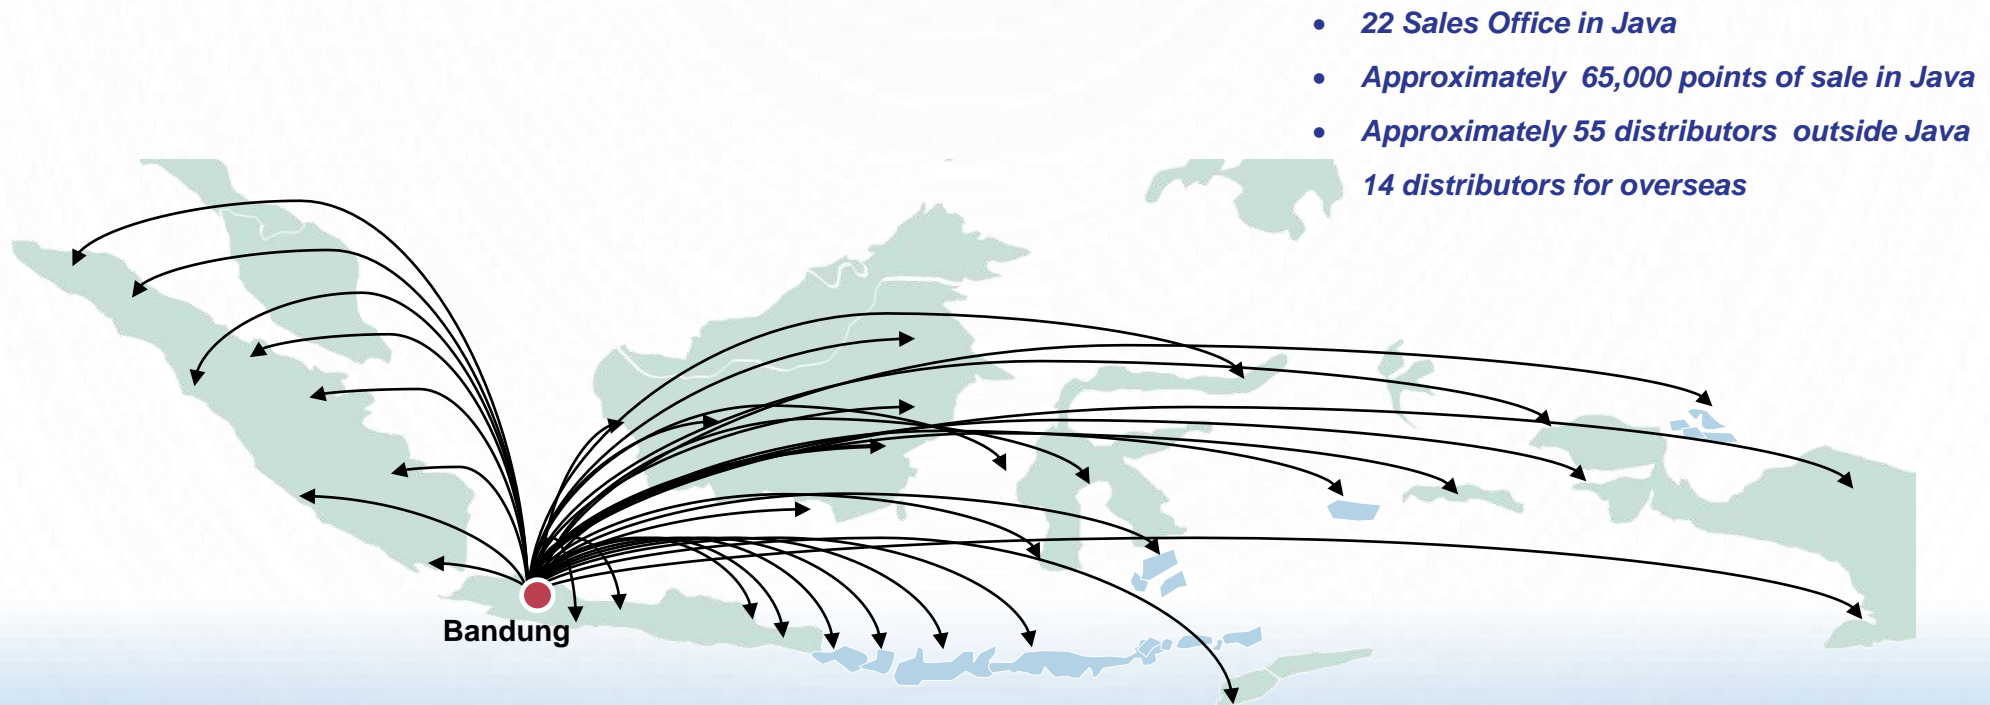 • 22 Sales Office in Java
• Approximately 65,000 points of sale in Java
• Approximately 55 distributors outside Java
14 distributors for overseas
Bandung